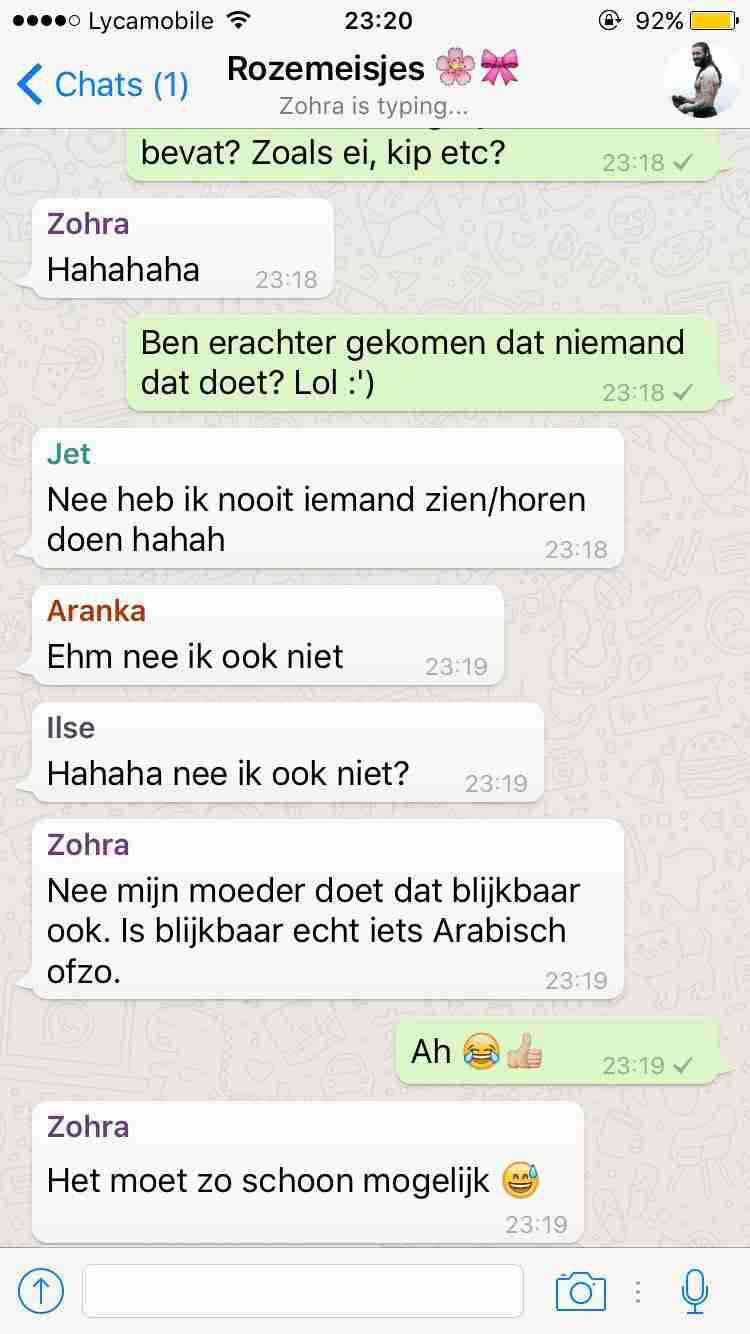 Lycamobile 23:20 92%
Chats (1)
Rozemeisjes 🌸🎀
Zohra is typing...
bevat? Zoals ei, kip etc?
23:18
Zohra
Hahahaha
23:18
Ben erachter gekomen dat niemand
dat doet? Lol :')
23:18
Jet
Nee heb ik nooit iemand zien/horen
doen hahah
23:18
Aranka
Ehm nee ik ook niet
23:19
Ilse
Hahaha nee ik ook niet?
23:19
Zohra
Nee mijn moeder doet dat blijkbaar
ook. Is blijkbaar echt iets Arabisch
ofzo.
23:19
Ah 😂👍🏼
23:19
Zohra
Het moet zo schoon mogelijk 😅
23:19